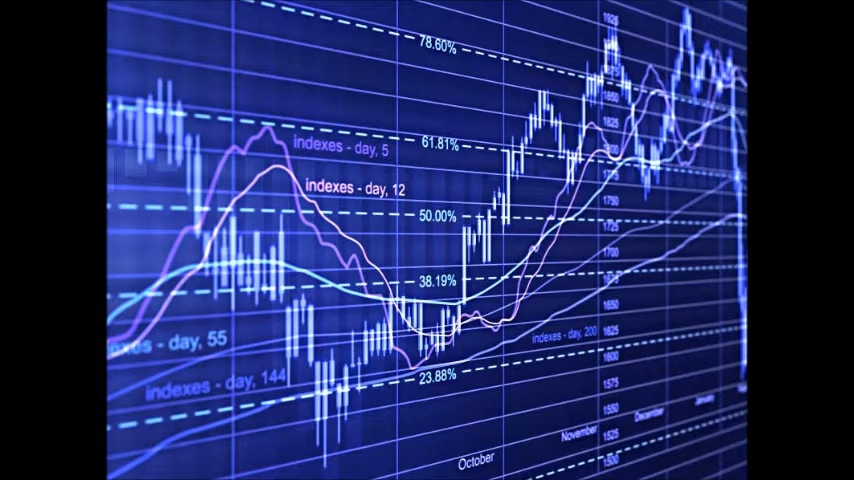 78.60%
61.81%
indexes - day, 5
indexes - day, 12
50.00%
38.19%
indexes - day, 200
indexes - day, 55
indexes - day, 144
23.88%
1925
1850
1825
1800
1750
1725
1700
1675
1650
1625
1600
1575
1550
1525
1500
October
November
December
January